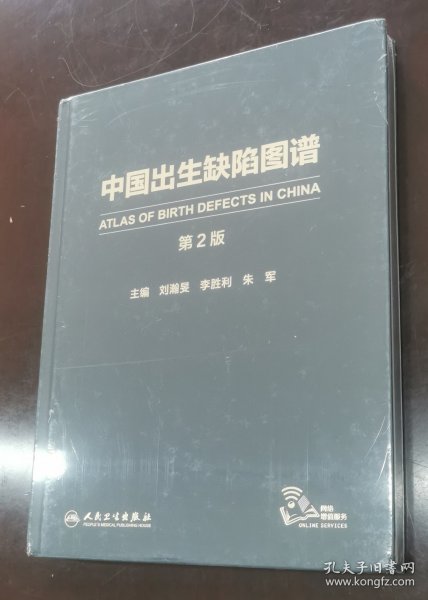 中国出生缺陷图谱
ATLAS OF BIRTH DEFECTS IN CHINA
第2版
主编 刘瀚旻 李胜利 朱 军
人民卫生出版社
PEOPLE'S MEDICAL PUBLISHING HOUSE
网络
增值服务
ONLINE SERVICES
孔夫子旧书网
www.kongfz.com